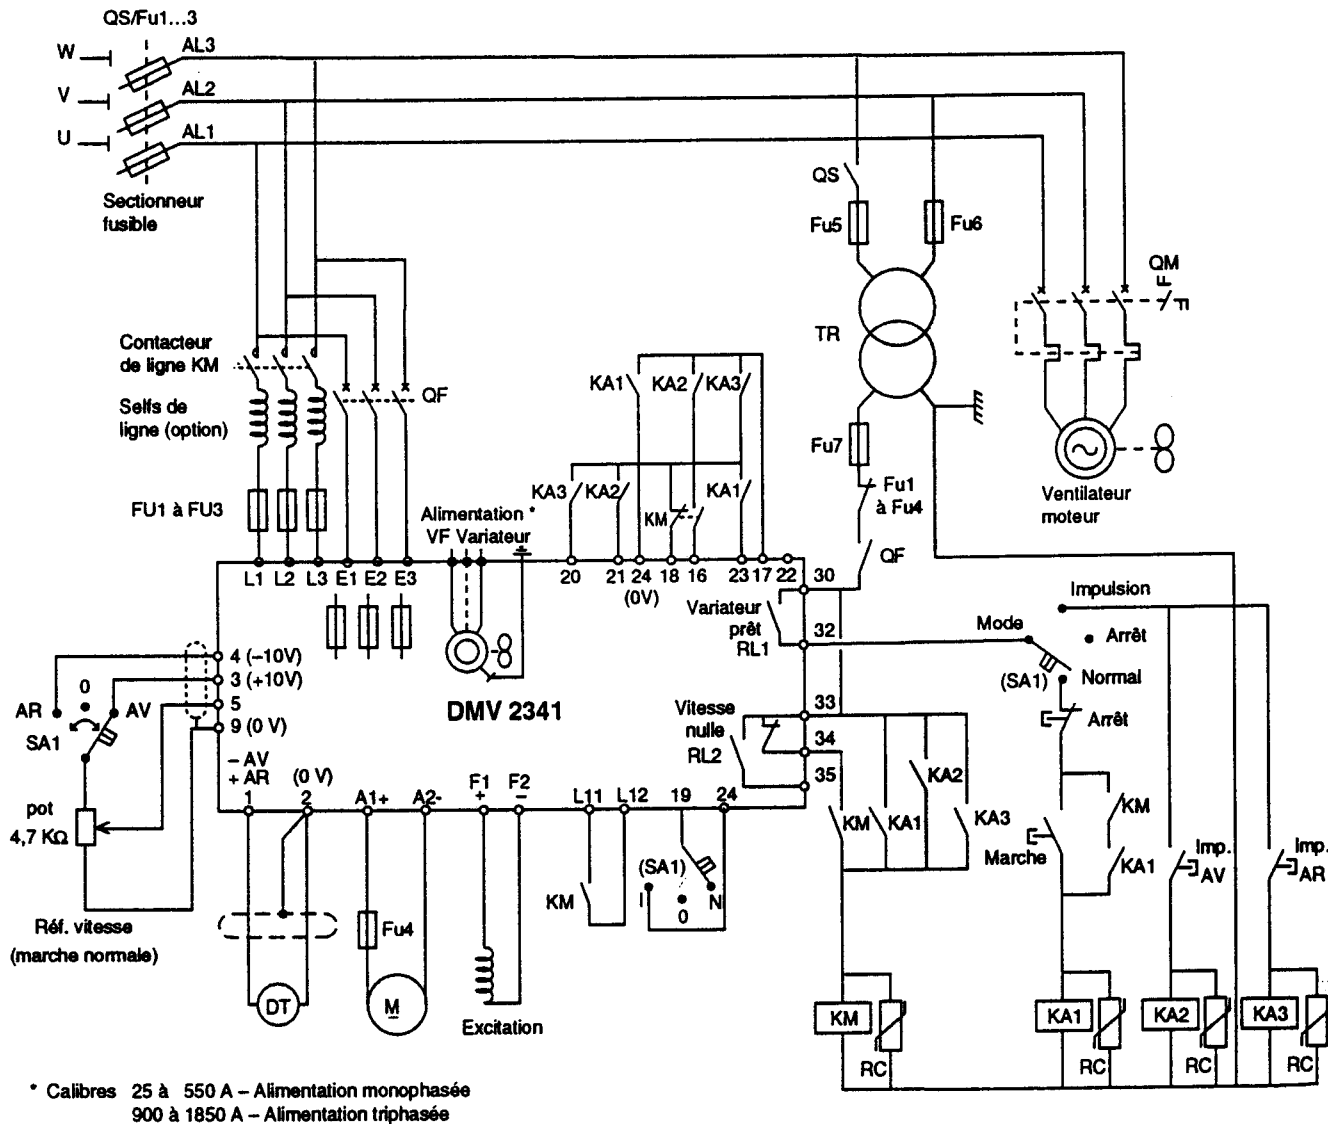 QS/Fu1...3
W
AL3
V
AL2
U
AL1
Sectionneur
fusible
QS
Fu5
Fu6
QM
TR
Contacteur
de ligne KM
QF
Selfs de
ligne (option)
KA1
KA2
KA3
Fu7
Fu1
à Fu4
Ventilateur
moteur
FU1 à FU3
Alimentation *
VF Variateur
KA3
KA2
KM
KA1
QF
L1
L2
L3
E1
E2
E3
20
21
24
18
16
23
17
22
30
(0V)
Variateur
prêt
RL1
32
Impulsion
Mode
Arrêt
(SA1)
Normal
4 (–10V)
3 (+10V)
5
9 (0 V)
AR
0
AV
SA1
DMV 2341
Vitesse
nulle
RL2
33
34
35
Arrêt
– AV
+ AR
(0 V)
1
2
A1+
A2-
F1
+
F2
–
L11
L12
19
24
pot
4,7 KΩ
KM
KA1
KA2
KA3
Marche
KM
KA1
Imp.
AV
Imp.
AR
Réf. vitesse
(marche normale)
Fu4
KM
(SA1)
I
0
N
DT
M
Excitation
KM
RC
KA1
RC
KA2
RC
KA3
RC
* Calibres 25 à 550 A – Alimentation monophasée
900 à 1850 A – Alimentation triphasée